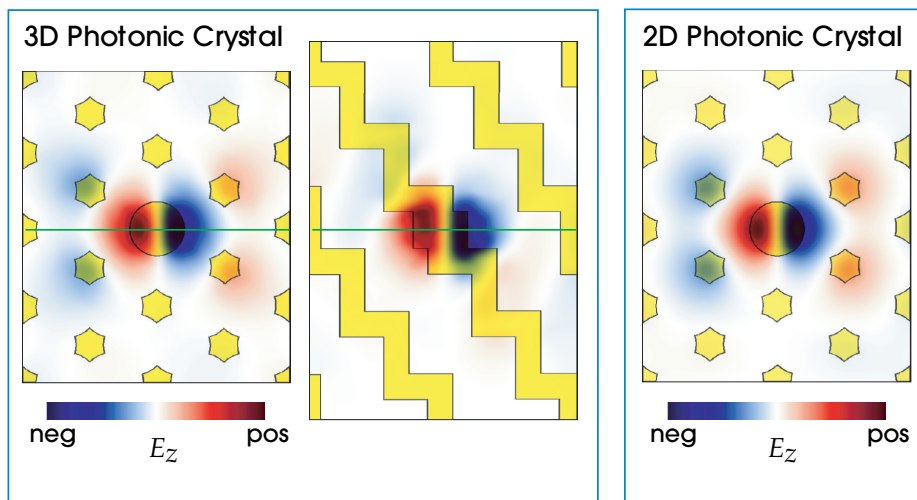 3D Photonic Crystal
neg pos
E_z
2D Photonic Crystal
neg pos
E_z